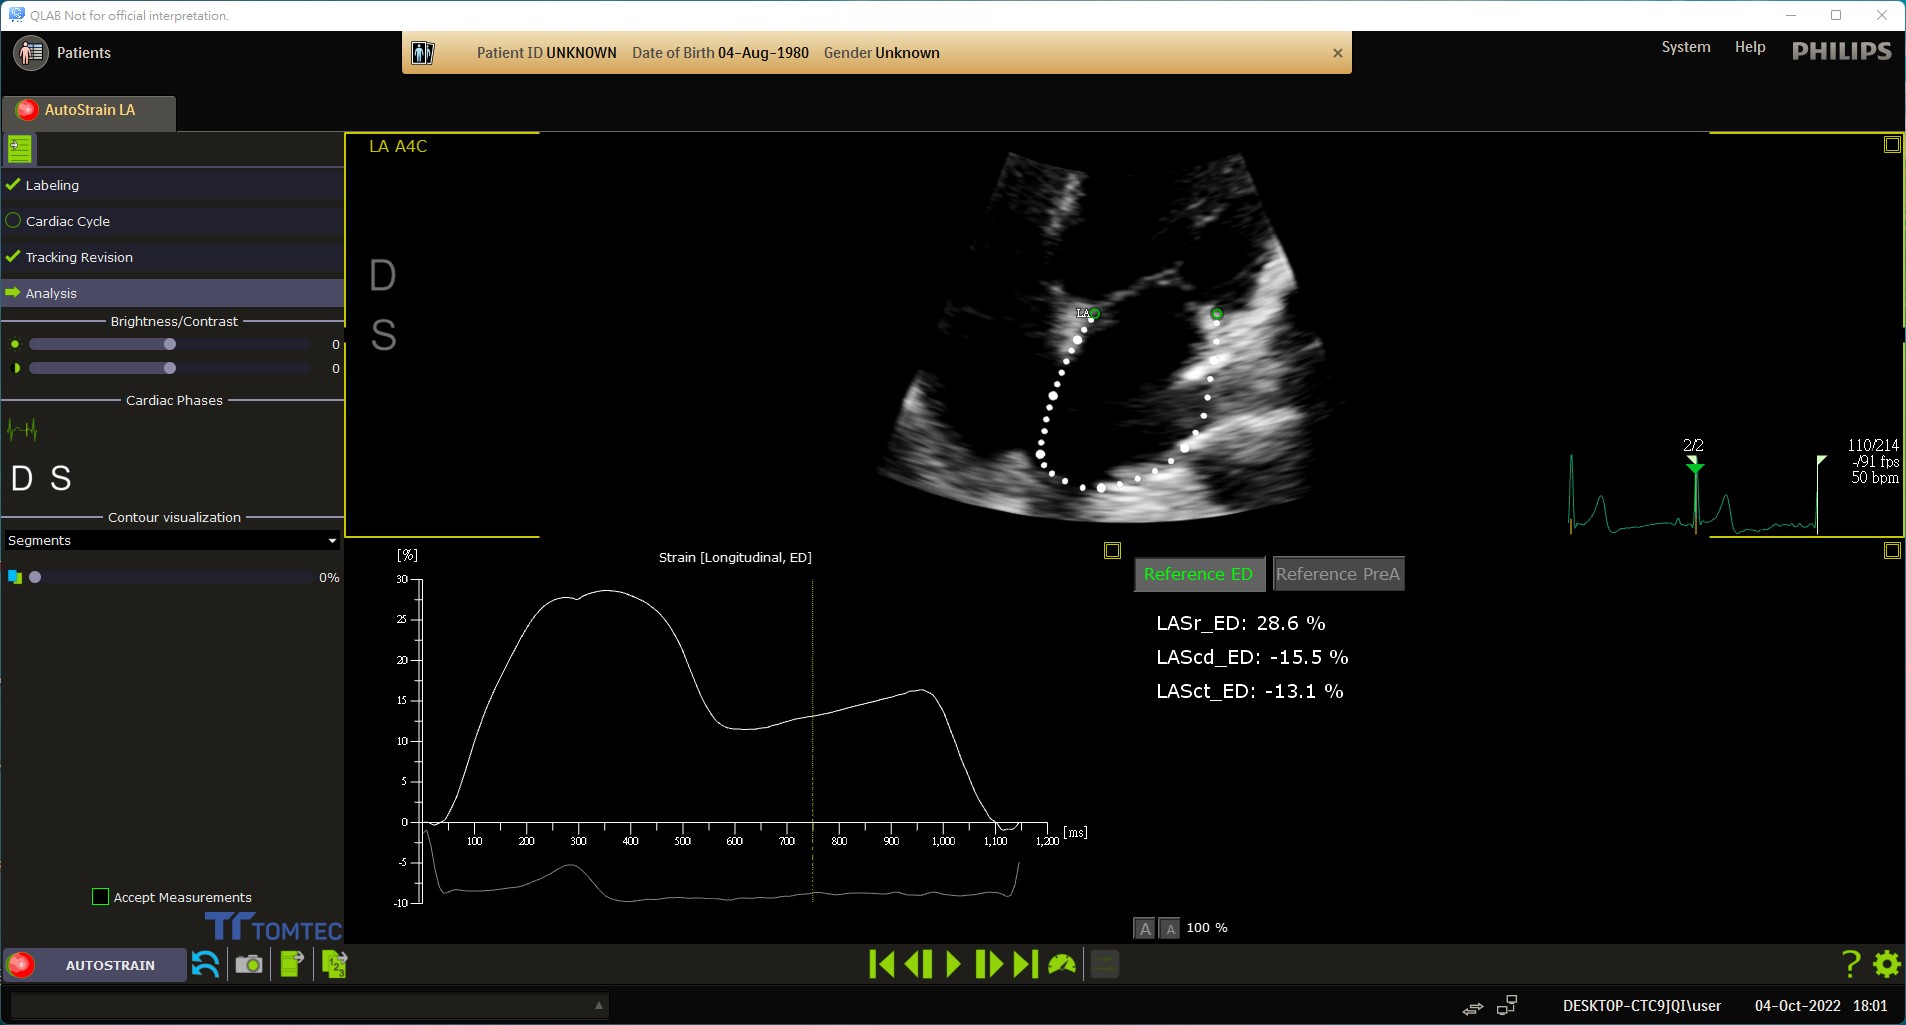 QLAB Not for official interpretation.
Patients
Patient ID UNKNOWN Date of Birth 04-Aug-1980 Gender Unknown
System Help PHILIPS
AutoStrain LA
Labeling
Cardiac Cycle
Tracking Revision
Analysis
Brightness/Contrast
0
0
Cardiac Phases
D S
Contour visualization
Segments
0%
Accept Measurements
TOMTEC
LA A4C
D
S
LA
2/2
110/214
-/91 fps
50 bpm
[%]
Strain [Longitudinal, ED]
30
25
20
15
10
5
0
-5
-10
100 200 300 400 500 600 700 800 900 1,000 1,100 1,200 [ms]
Reference ED Reference PreA
LASr_ED: 28.6 %
LAScd_ED: -15.5 %
LASct_ED: -13.1 %
A A 100 %
AUTOSTRAIN
1 2 3
?
DESKTOP-CTC9JQI\user 04-Oct-2022 18:01